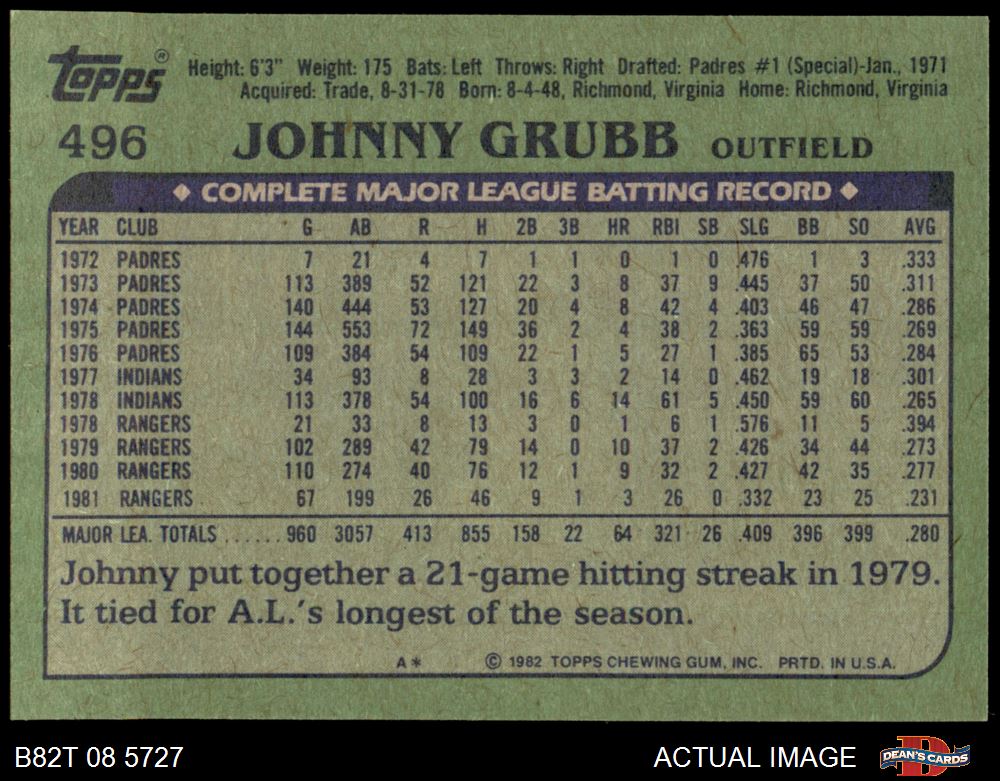 Topps®
Height: 6'3" Weight: 175 Bats: Left Throws: Right Drafted: Padres #1 (Special)-Jan., 1971
Acquired: Trade, 8-31-78 Born: 8-4-48, Richmond, Virginia Home: Richmond, Virginia
496 JOHNNY GRUBB OUTFIELD
◆ COMPLETE MAJOR LEAGUE BATTING RECORD ◆
YEAR CLUB G AB R H 2B 3B HR RBI SB SLG BB SO AVG
1972 PADRES 7 21 4 7 1 1 0 1 0 .476 1 3 .333
1973 PADRES 113 389 52 121 22 3 8 37 9 .445 37 50 .311
1974 PADRES 140 444 53 127 20 4 8 42 4 .403 46 47 .286
1975 PADRES 144 553 72 149 36 2 4 38 2 .363 59 59 .269
1976 PADRES 109 384 54 109 22 1 5 27 1 .385 65 53 .284
1977 INDIANS 34 93 8 28 3 3 2 14 0 .462 19 18 .301
1978 INDIANS 113 378 54 100 16 6 14 61 5 .450 59 60 .265
1978 RANGERS 21 33 8 13 3 0 1 6 1 .576 11 5 .394
1979 RANGERS 102 289 42 79 14 0 10 37 2 .426 34 44 .273
1980 RANGERS 110 274 40 76 12 1 9 32 2 .427 42 35 .277
1981 RANGERS 67 199 26 46 9 1 3 26 0 .332 23 25 .231
MAJOR LEA. TOTALS ...... 960 3057 413 855 158 22 64 321 26 .409 396 399 .280
Johnny put together a 21-game hitting streak in 1979.
It tied for A.L.'s longest of the season.
A* © 1982 TOPPS CHEWING GUM, INC. PRTD. IN U.S.A.
B82T 08 5727 ACTUAL IMAGE DEAN'S CARDS